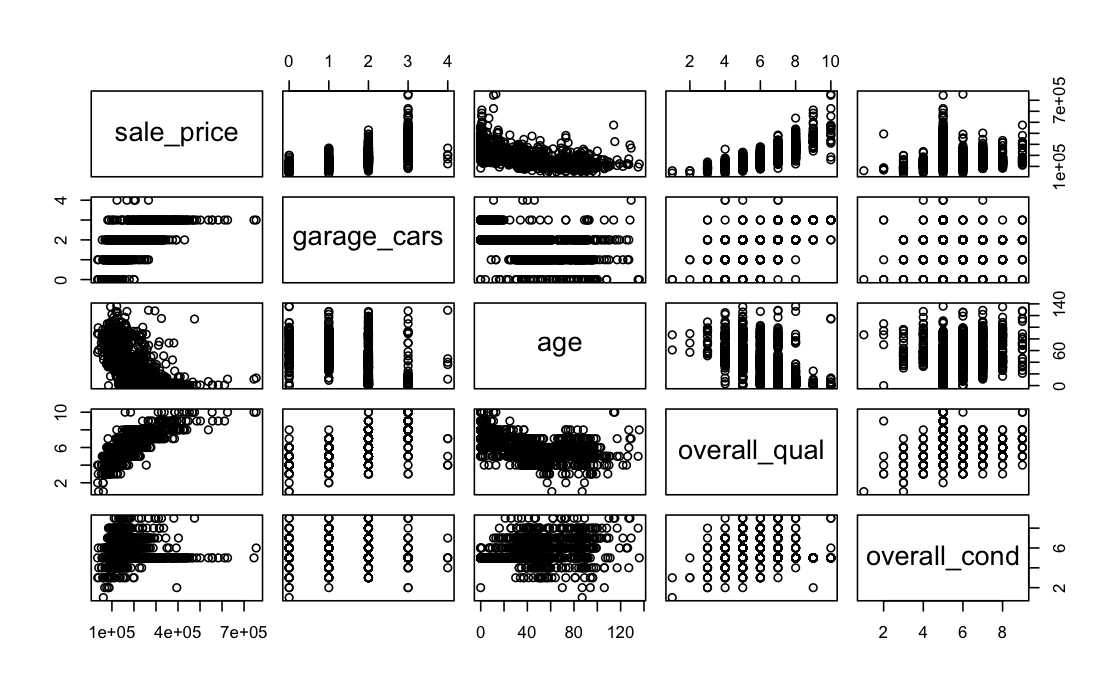 0 1 2 3 4 2 4 6 8 10
sale_price 1e+05 7e+05
0 2 4 garage_cars
age 0 60 140
2 6 10 overall_qual
overall_cond 2 6
1e+05 4e+05 7e+05 0 40 80 120 2 4 6 8